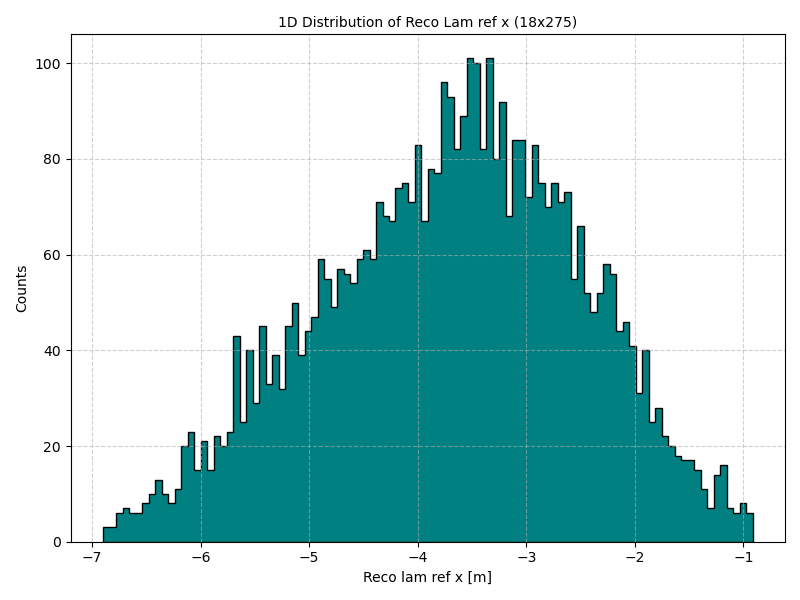 1D Distribution of Reco Lam ref x (18x275)
100
80
60
40
20
0
Counts
−7 −6 −5 −4 −3 −2 −1
Reco lam ref x [m]